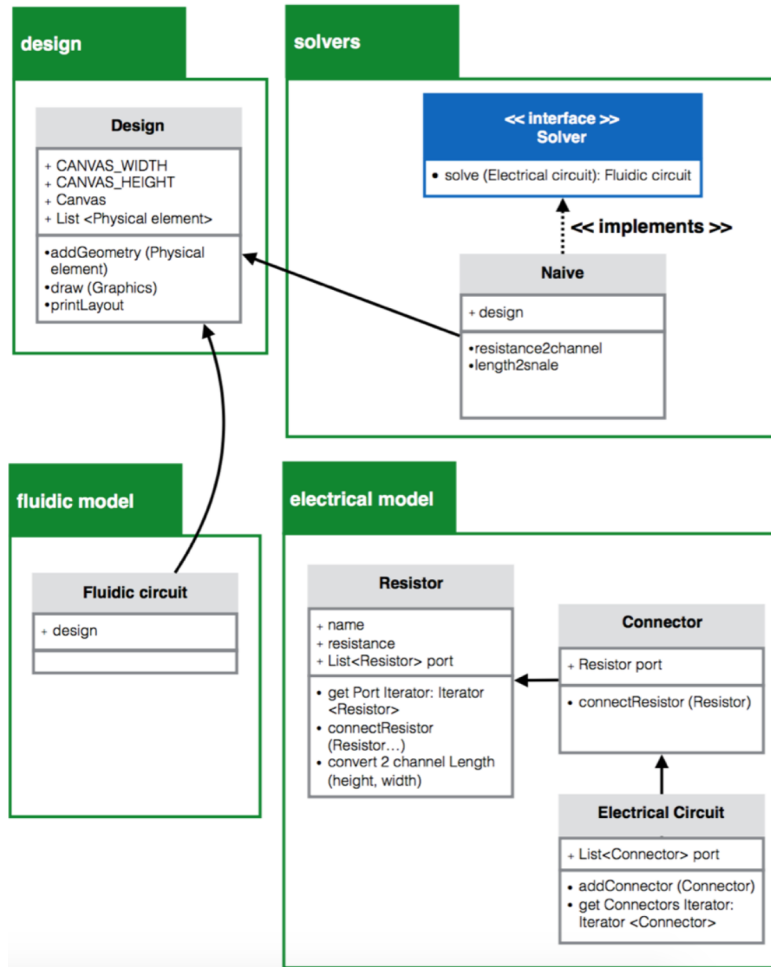 design
Design
+ CANVAS_WIDTH
+ CANVAS_HEIGHT
+ Canvas
+ List <Physical element>
•addGeometry (Physical
element)
•draw (Graphics)
•printLayout
solvers
<< interface >>
Solver
• solve (Electrical circuit): Fluidic circuit
<< implements >>
Naive
+ design
•resistance2channel
•length2snale
fluidic model
Fluidic circuit
+ design
electrical model
Resistor
+ name
+ resistance
+ List<Resistor> port
• get Port Iterator: Iterator
<Resistor>
• connectResistor
(Resistor...)
• convert 2 channel Length
(height, width)
Connector
+ Resistor port
• connectResistor (Resistor)
Electrical Circuit
+ List<Connector> port
• addConnector (Connector)
• get Connectors Iterator:
Iterator <Connector>